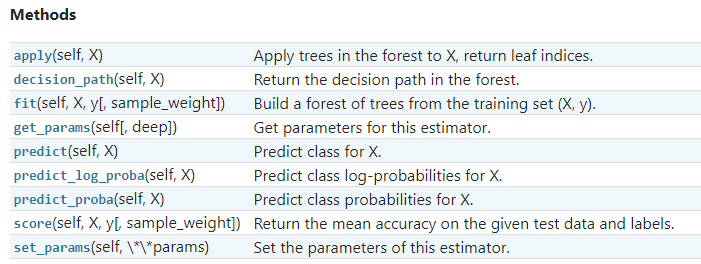 Methods
apply(self, X) Apply trees in the forest to X, return leaf indices.
decision_path(self, X) Return the decision path in the forest.
fit(self, X, y[, sample_weight]) Build a forest of trees from the training set (X, y).
get_params(self[, deep]) Get parameters for this estimator.
predict(self, X) Predict class for X.
predict_log_proba(self, X) Predict class log-probabilities for X.
predict_proba(self, X) Predict class probabilities for X.
score(self, X, y[, sample_weight]) Return the mean accuracy on the given test data and labels.
set_params(self, \*\*params) Set the parameters of this estimator.